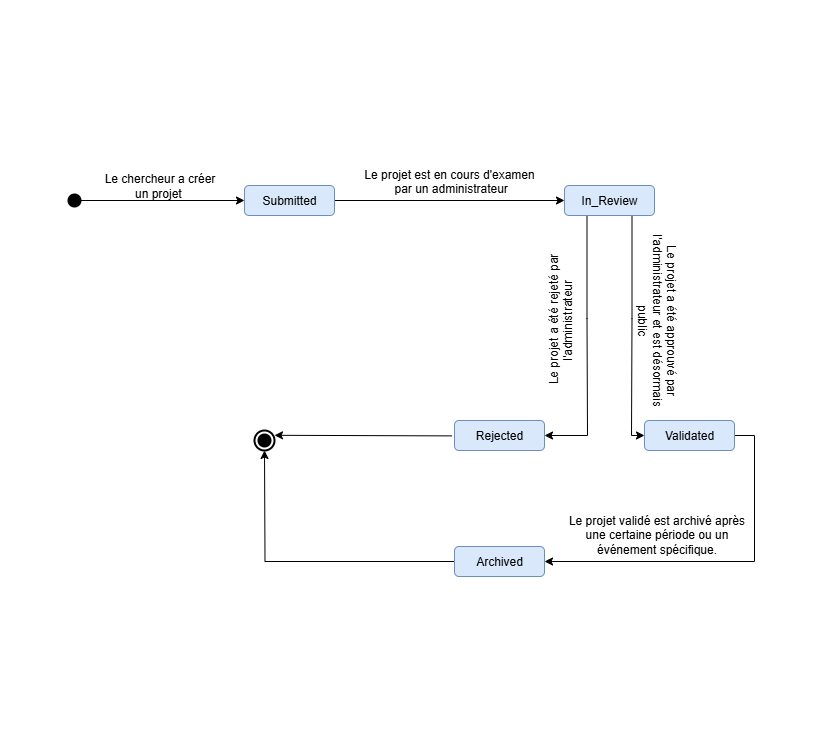 Le chercheur a créer
un projet
Le projet est en cours d'examen
par un administrateur
Submitted
In_Review
Le projet a été rejeté par
l'administrateur
Le projet a été approuvé par
l'administrateur et est désormais
public
Rejected
Validated
Le projet validé est archivé après
une certaine période ou un
événement spécifique.
Archived